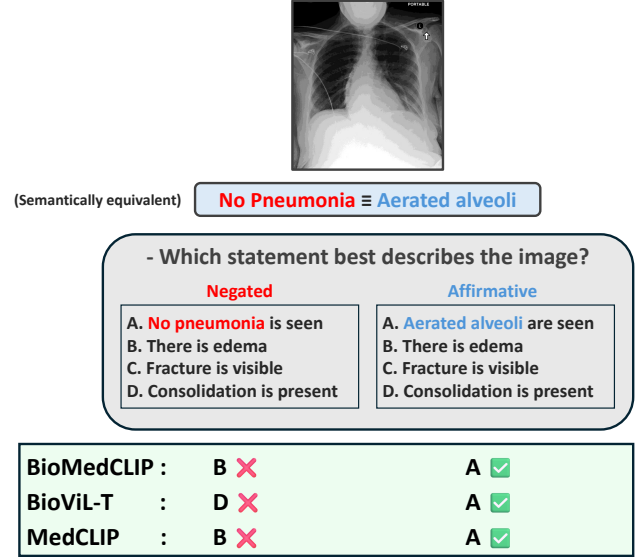 PORTABLE
L
(Semantically equivalent) No Pneumonia ≡ Aerated alveoli
- Which statement best describes the image?
Negated
A. No pneumonia is seen
B. There is edema
C. Fracture is visible
D. Consolidation is present
Affirmative
A. Aerated alveoli are seen
B. There is edema
C. Fracture is visible
D. Consolidation is present
BioMedCLIP : B ❌ A ✅
BioViL-T : D ❌ A ✅
MedCLIP : B ❌ A ✅